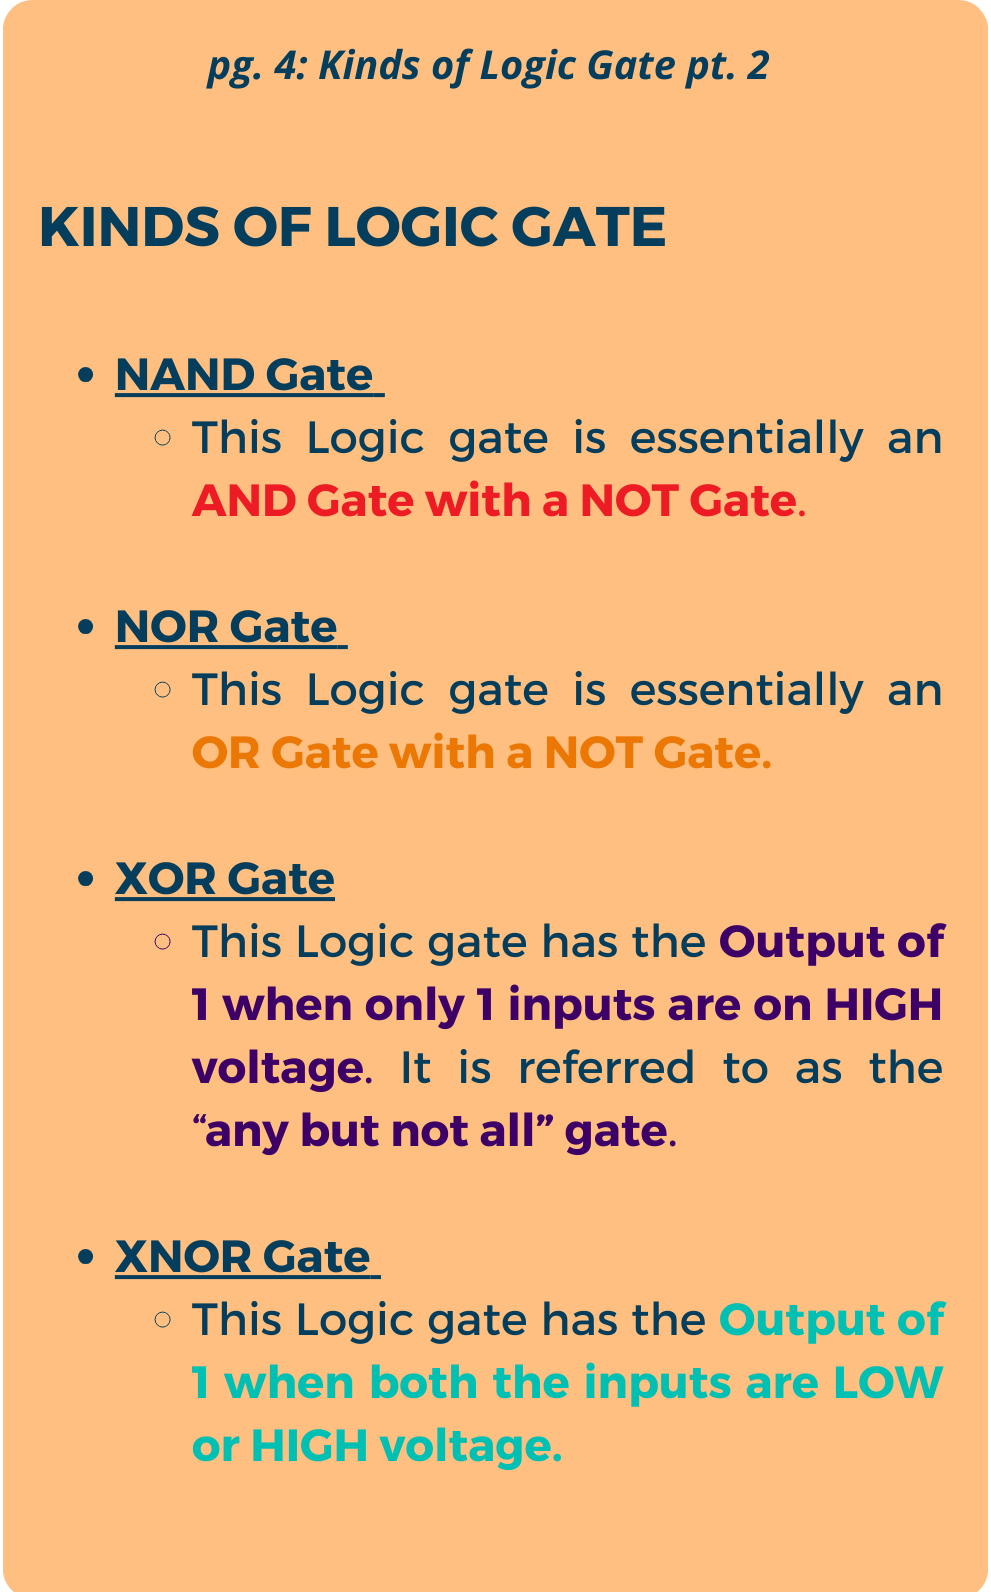 pg. 4: Kinds of Logic Gate pt. 2
KINDS OF LOGIC GATE
• NAND Gate
○ This Logic gate is essentially an
AND Gate with a NOT Gate.
• NOR Gate
○ This Logic gate is essentially an
OR Gate with a NOT Gate.
• XOR Gate
○ This Logic gate has the Output of
1 when only 1 inputs are on HIGH
voltage. It is referred to as the
“any but not all” gate.
• XNOR Gate
○ This Logic gate has the Output of
1 when both the inputs are LOW
or HIGH voltage.